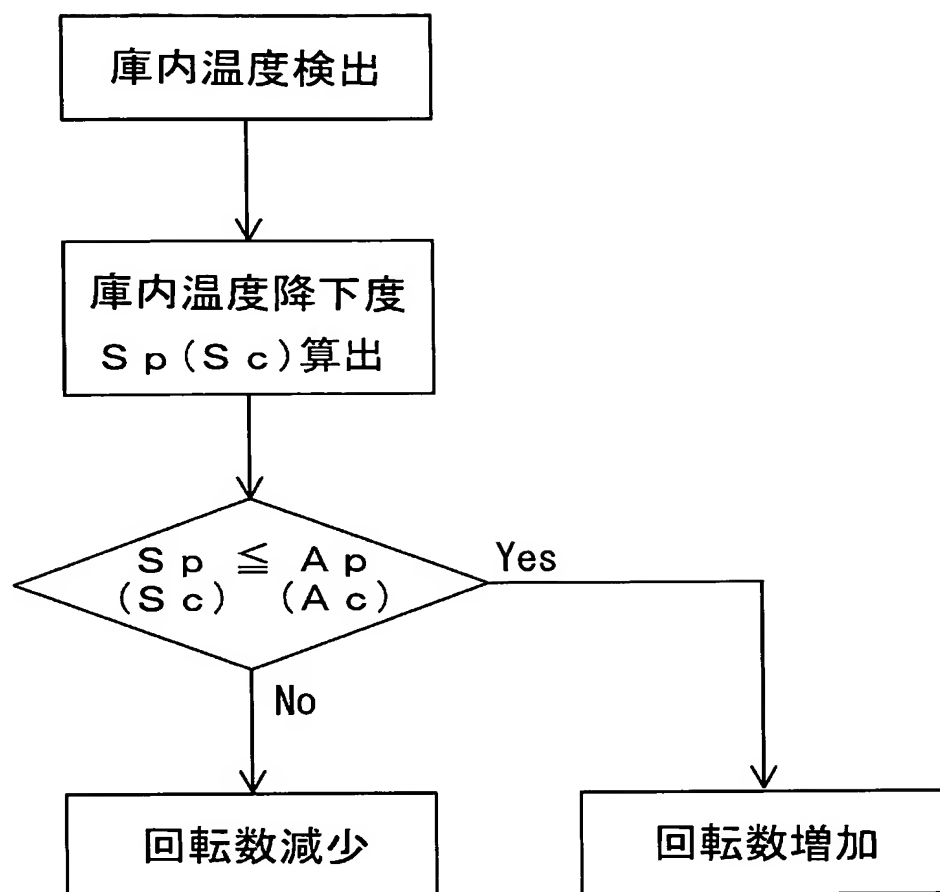 庫内温度検出
庫内温度降下度
Ｓｐ(Ｓｃ)算出
Ｓｐ ≦ Ａｐ
(Ｓｃ) (Ａｃ)
Yes
No
回転数減少
回転数増加